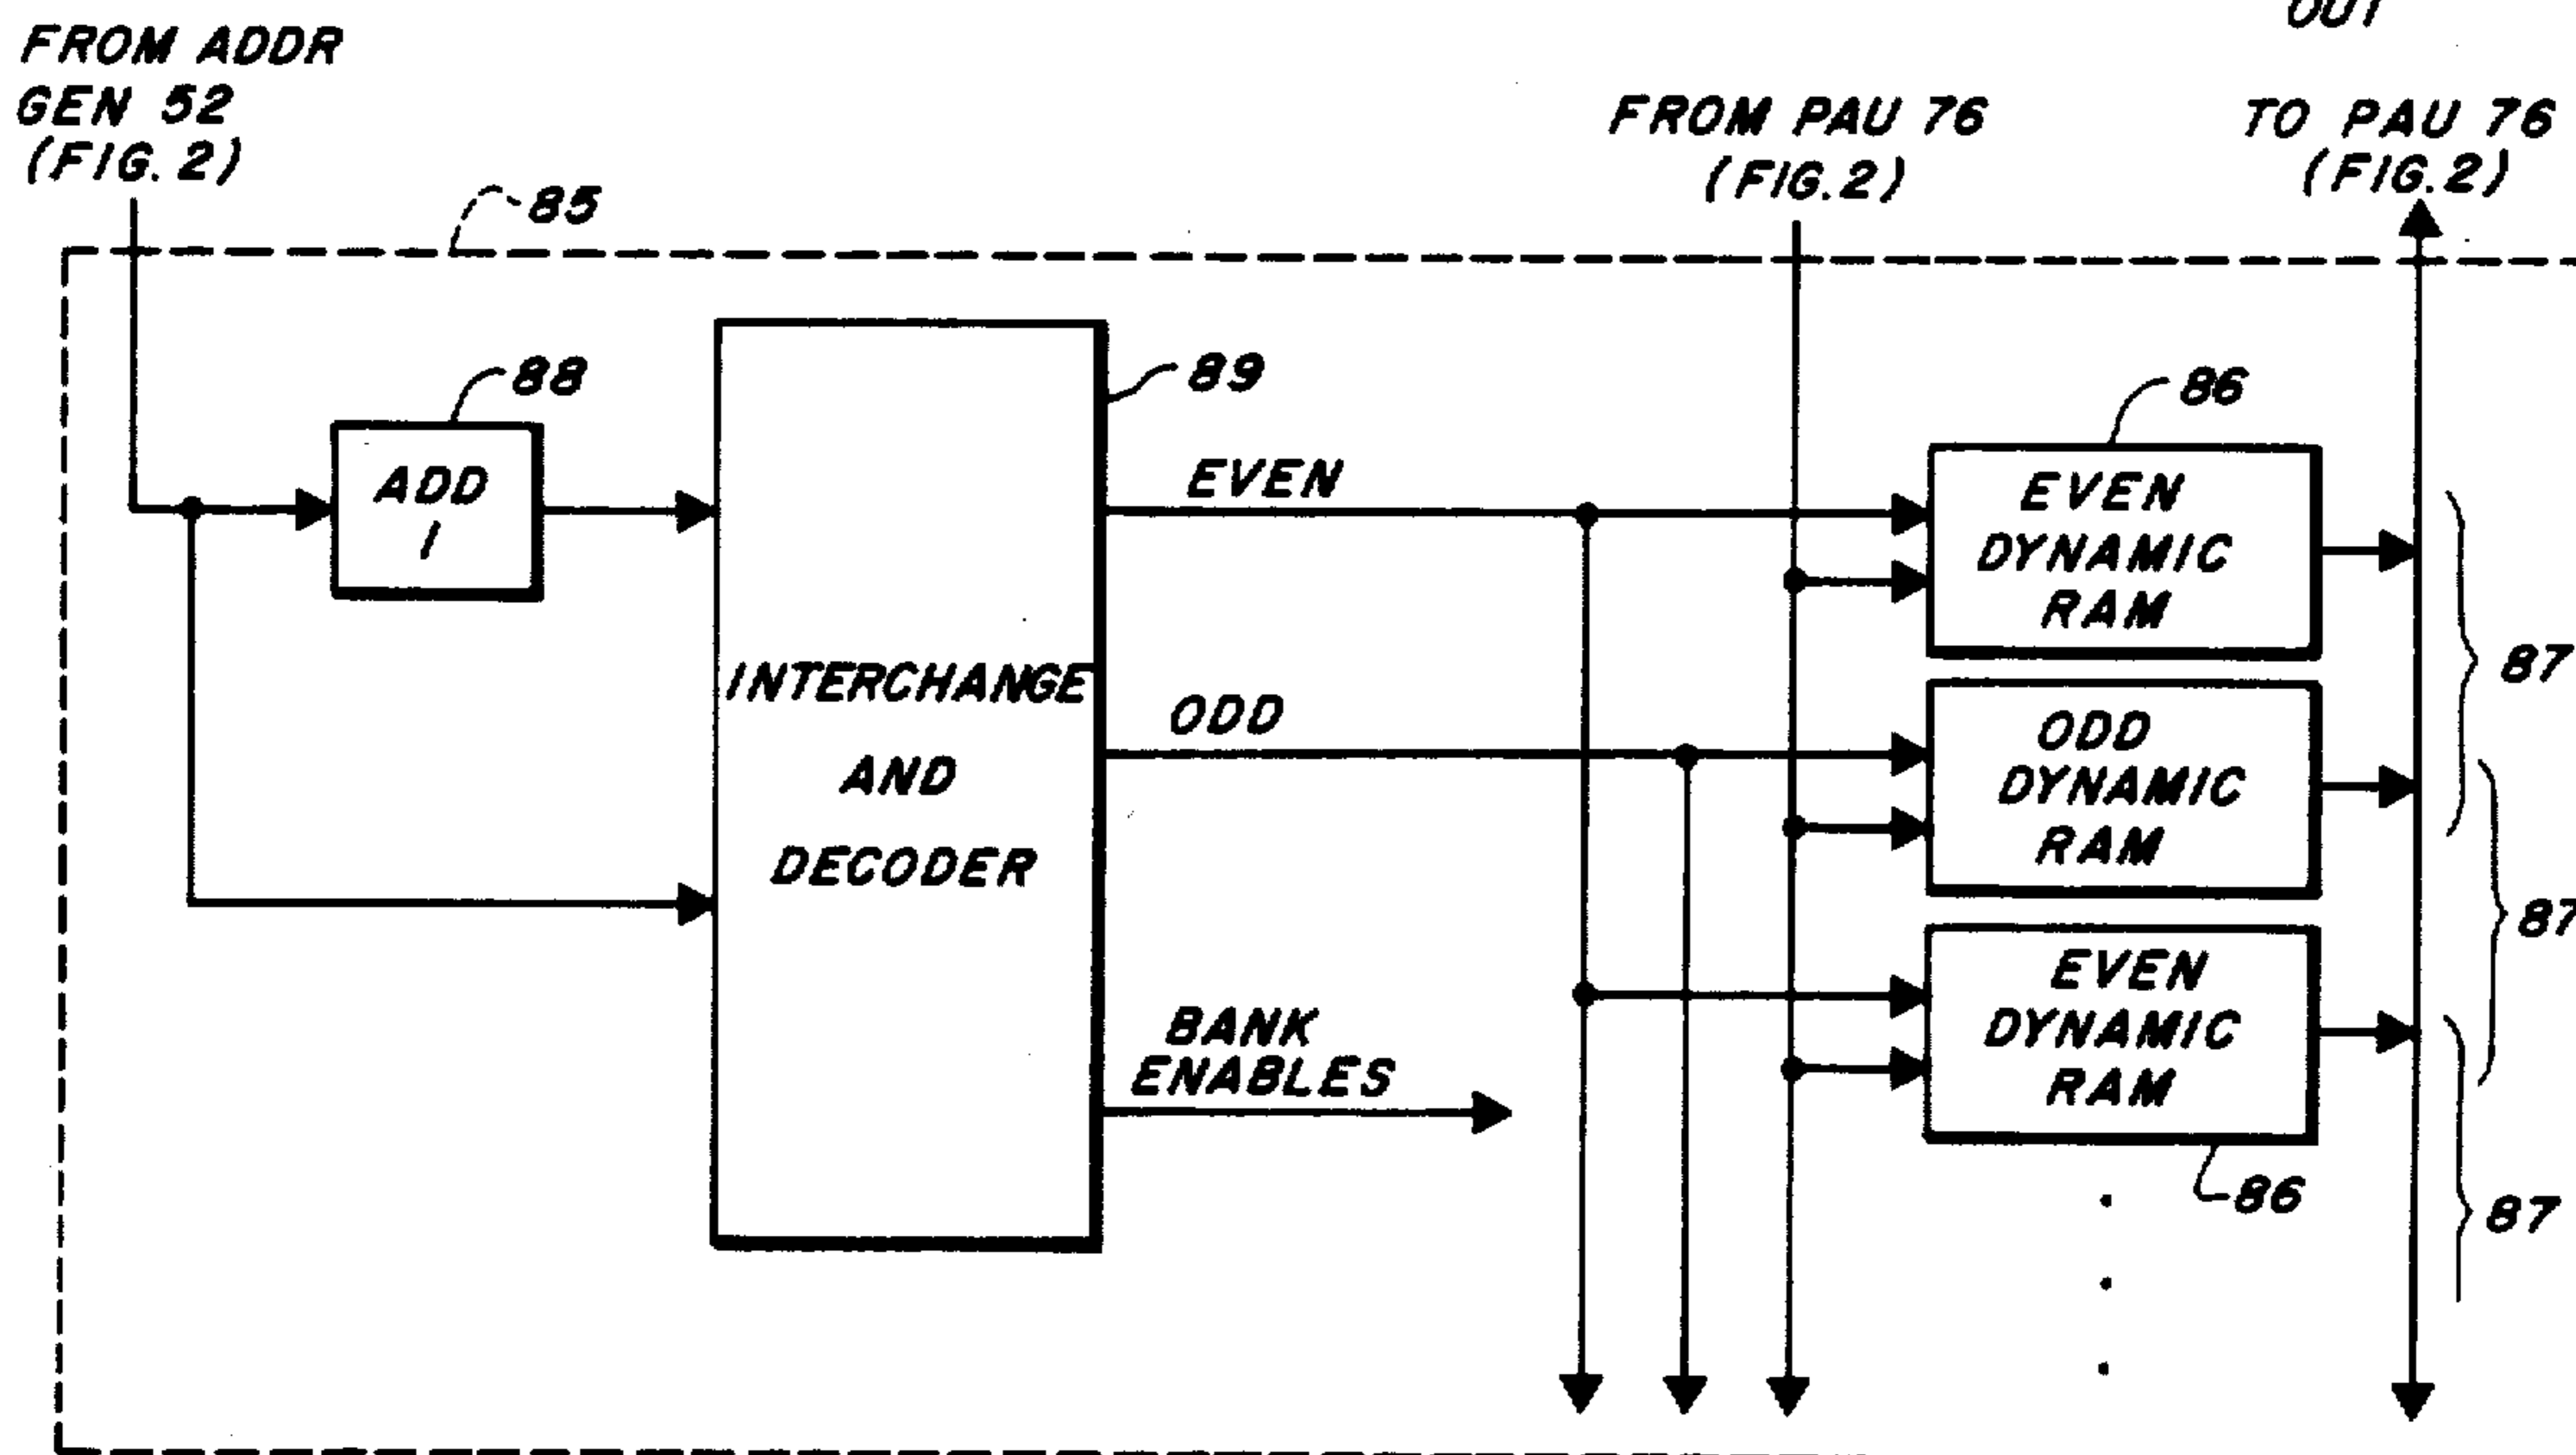 OUT
FROM ADDR
GEN 52
(FIG. 2)
FROM PAU 76
(FIG. 2)
TO PAU 76
(FIG. 2)
85
88
ADD
1
89
INTERCHANGE
AND
DECODER
EVEN
ODD
BANK
ENABLES
86
EVEN
DYNAMIC
RAM
87
ODD
DYNAMIC
RAM
87
EVEN
DYNAMIC
RAM
86
87